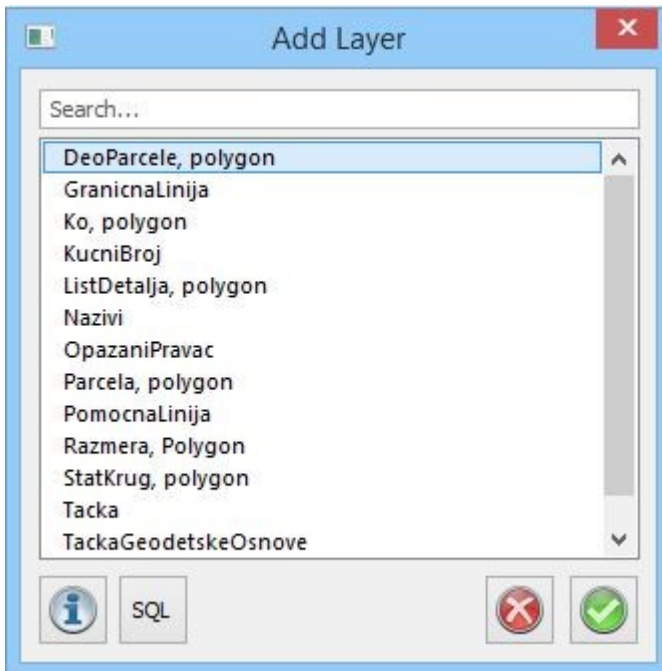 Add Layer
Search...
DeoParcele, polygon
GranicnaLinija
Ko, polygon
KucniBroj
ListDetalja, polygon
Nazivi
OpazaniPravac
Parcela, polygon
PomocnaLinija
Razmera, Polygon
StatKrug, polygon
Tacka
TackaGeodetskeOsnove
SQL